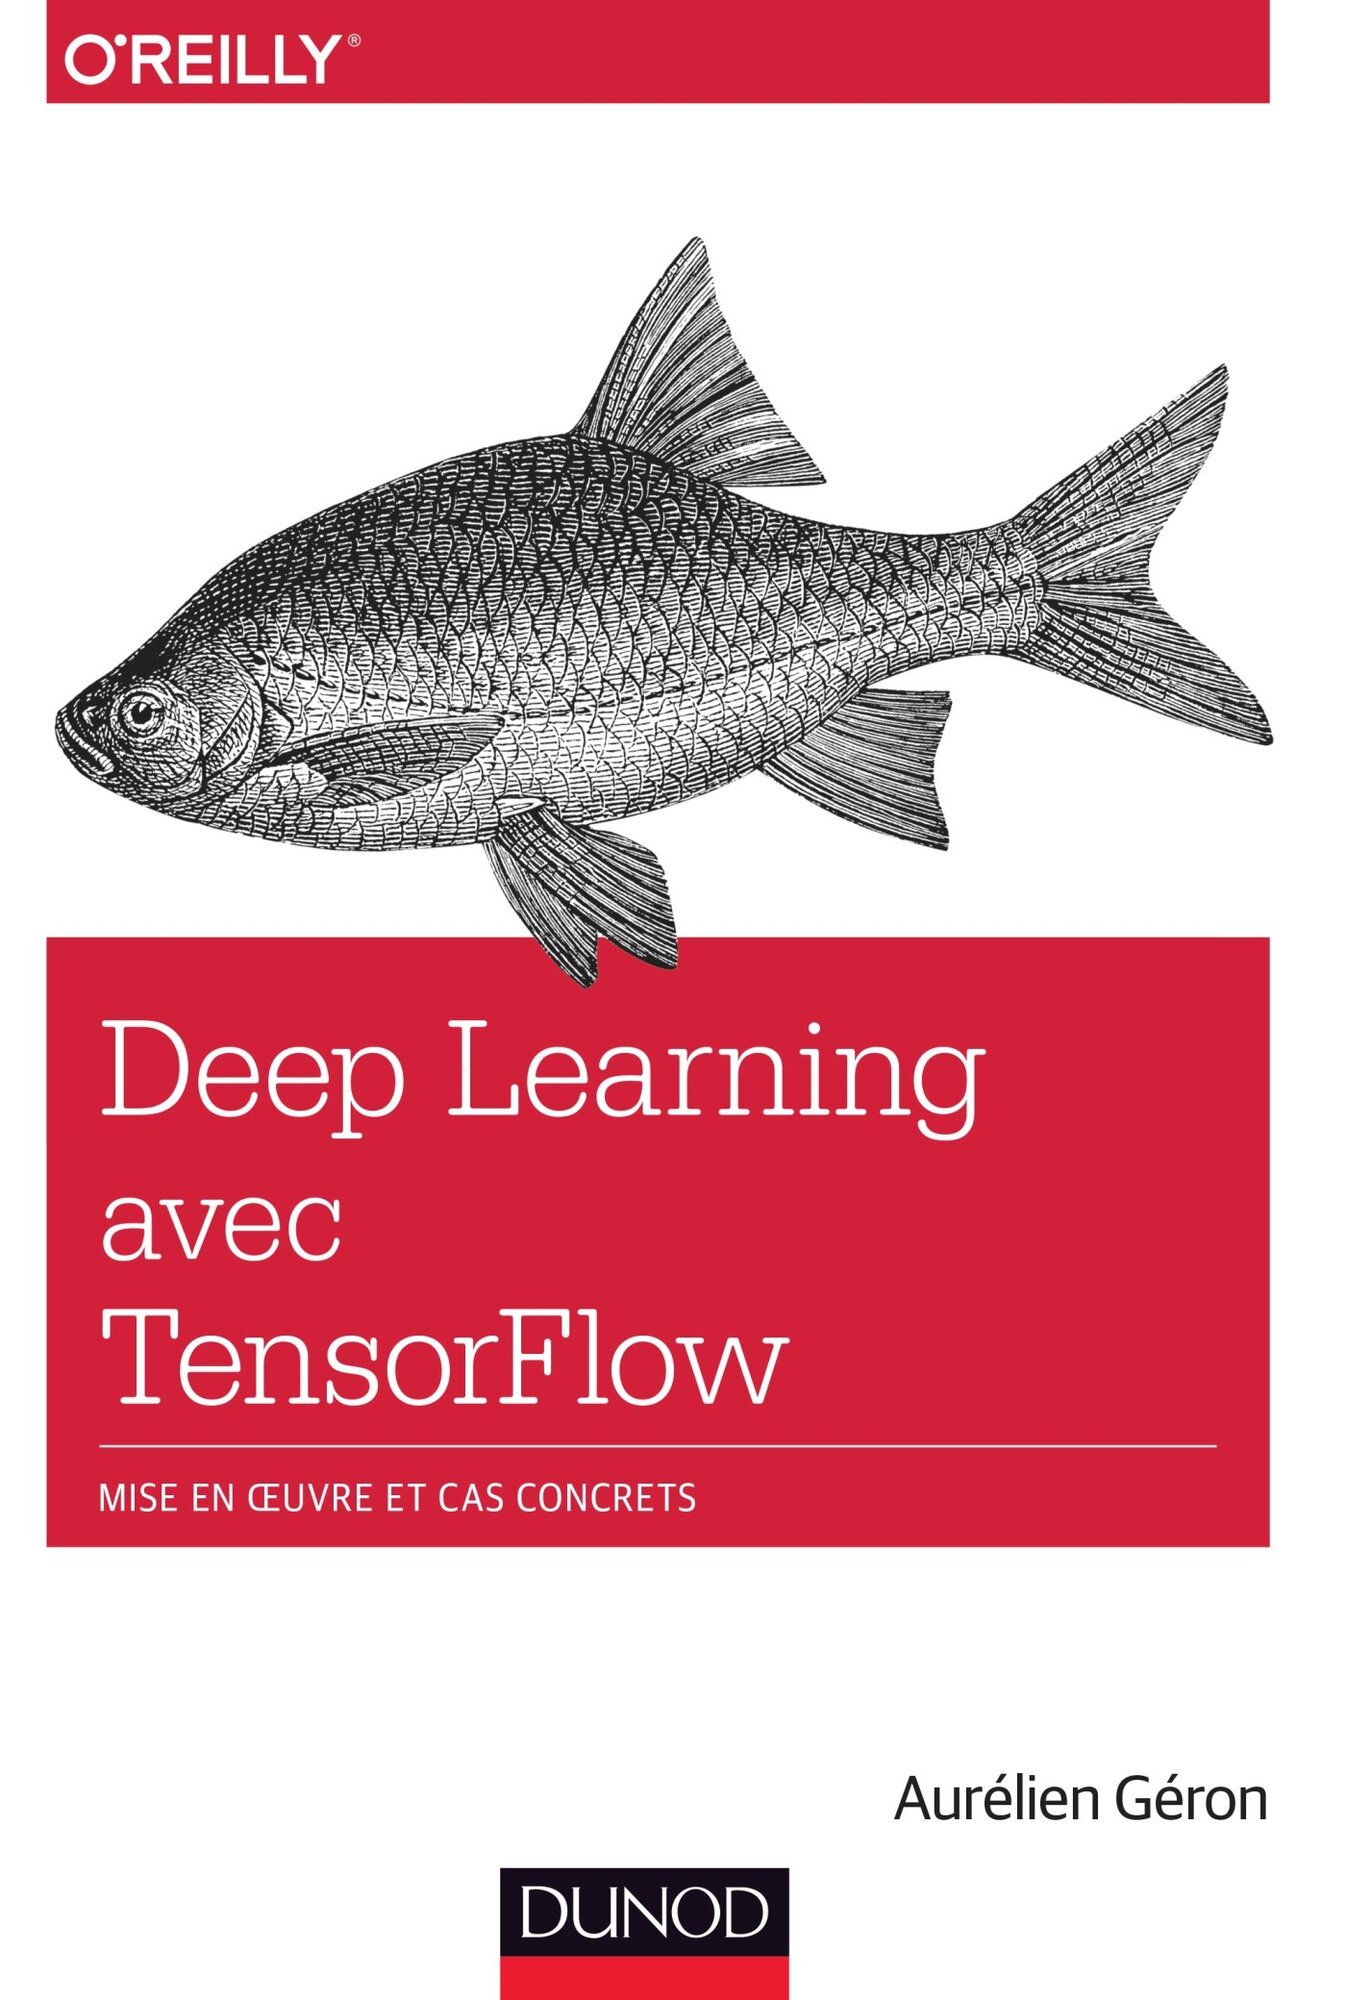 O'REILLY®
Deep Learning
avec
TensorFlow
MISE EN ŒUVRE ET CAS CONCRETS
Aurélien Géron
DUNOD